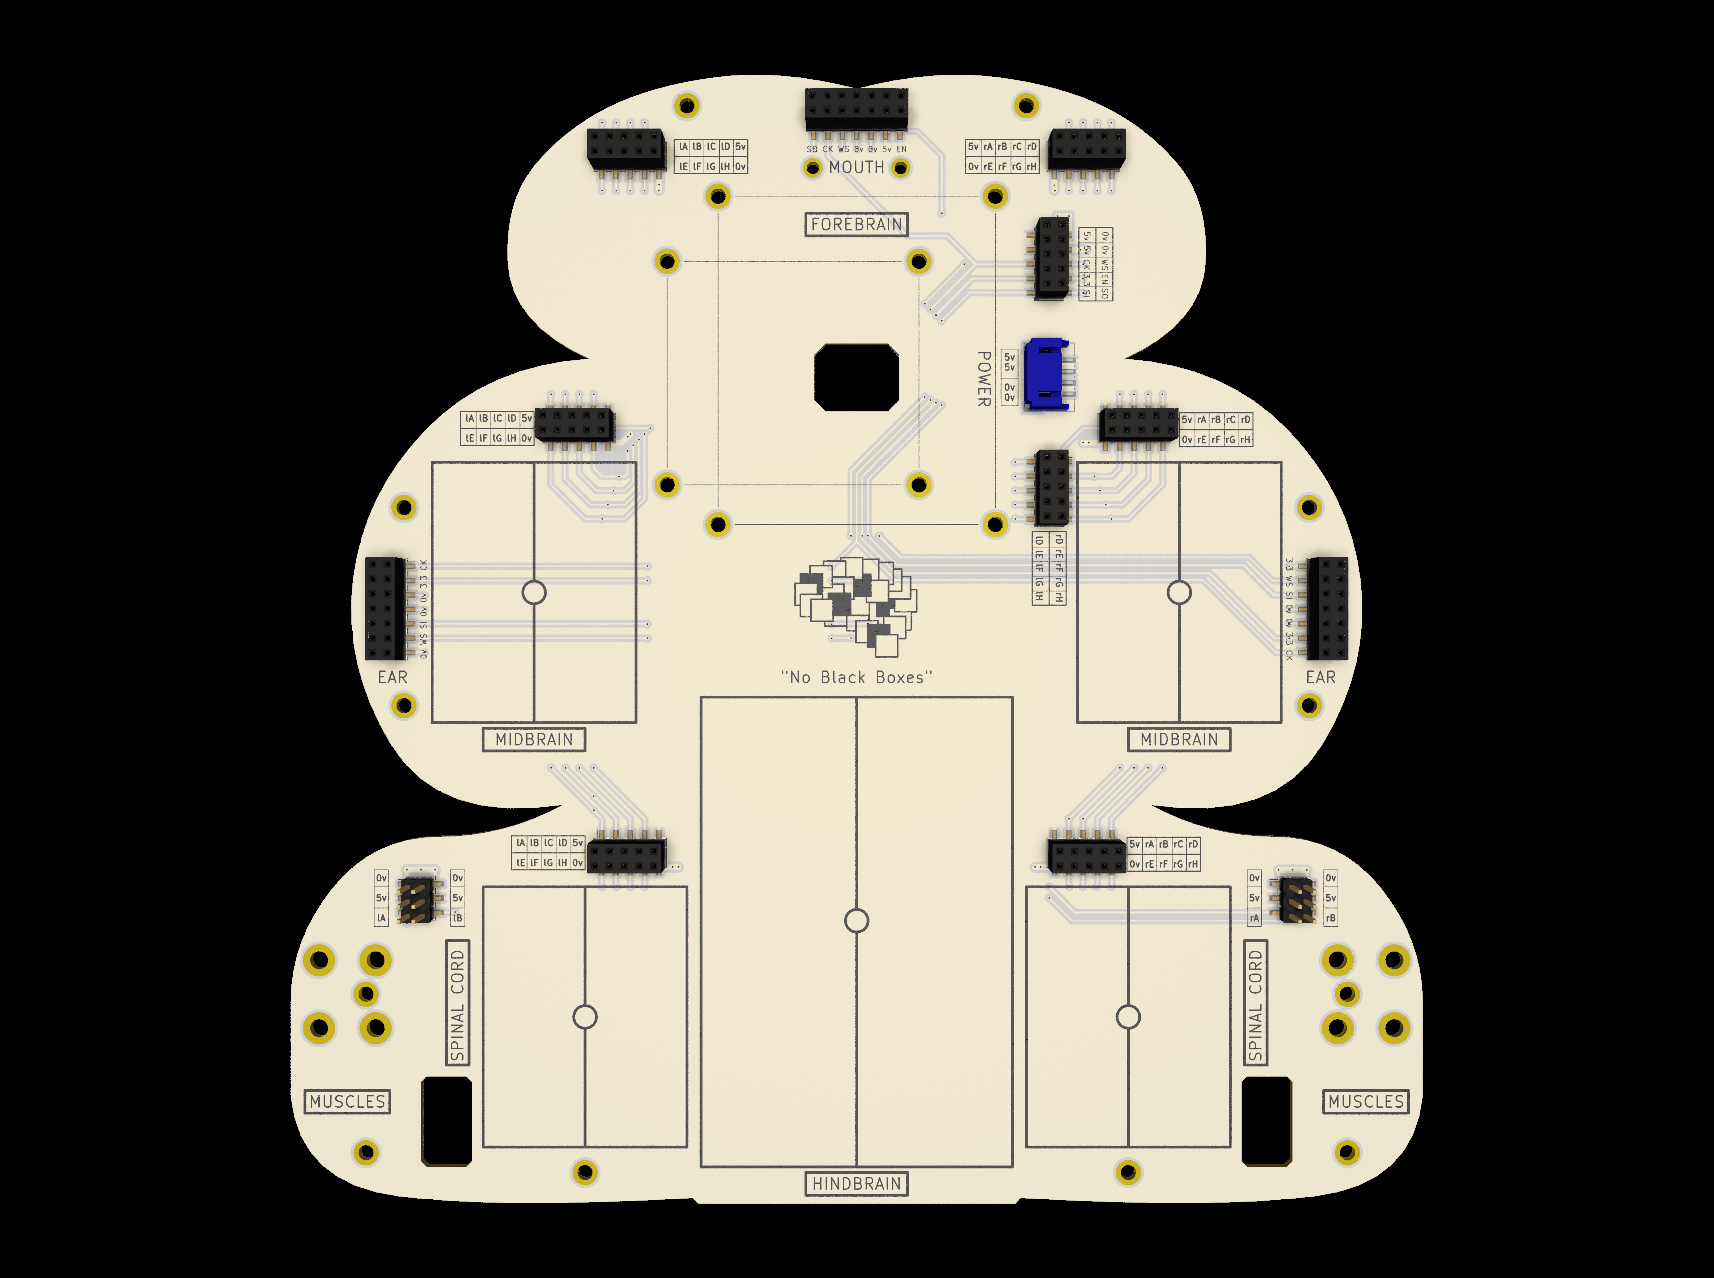 SD CK WS 0v 0v 5v EN
MOUTH
lA lB lC lD 5v
lE lF lG lH 0v
5v rA rB rC rD
0v rE rF rG rH
FOREBRAIN
0v 0v WS EN SO
5v 5v CK 3.3 SI
POWER
5v
5v
0v
0v
lA lB lC lD 5v
lE lF lG lH 0v
5v rA rB rC rD
0v rE rF rG rH
lD rD
lE rE
lF rF
lG rG
lH rH
0v WS SI 0v 0v 3.3 CK
EAR
3.3 WS SI 0v 0v 3.3 CK
EAR
"No Black Boxes"
MIDBRAIN
MIDBRAIN
lA lB lC lD 5v
lE lF lG lH 0v
5v rA rB rC rD
0v rE rF rG rH
0v
5v
lA
0v
5v
lB
0v
5v
rA
0v
5v
rB
SPINAL CORD
SPINAL CORD
MUSCLES
MUSCLES
HINDBRAIN